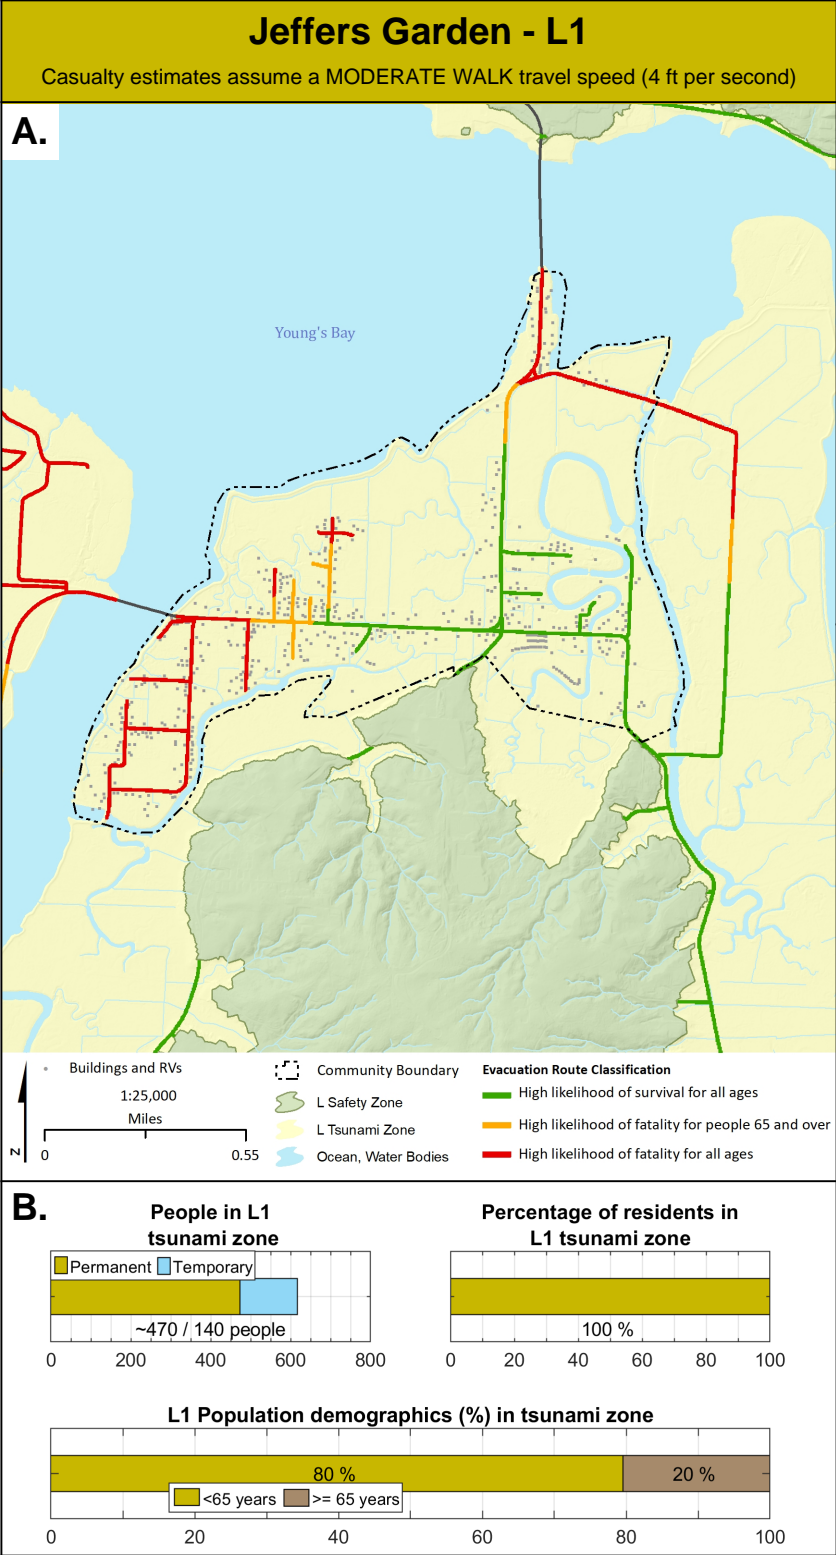 Jeffers Garden - L1
Casualty estimates assume a MODERATE WALK travel speed (4 ft per second)
A.
Young's Bay
Buildings and RVs
1:25,000
Miles
0 0.55
N
Community Boundary
L Safety Zone
L Tsunami Zone
Ocean, Water Bodies
Evacuation Route Classification
High likelihood of survival for all ages
High likelihood of fatality for people 65 and over
High likelihood of fatality for all ages
B.
People in L1
tsunami zone
Permanent Temporary
~470 / 140 people
0 200 400 600 800
Percentage of residents in
L1 tsunami zone
100 %
0 20 40 60 80 100
L1 Population demographics (%) in tsunami zone
80 % 20 %
<65 years >= 65 years
0 20 40 60 80 100